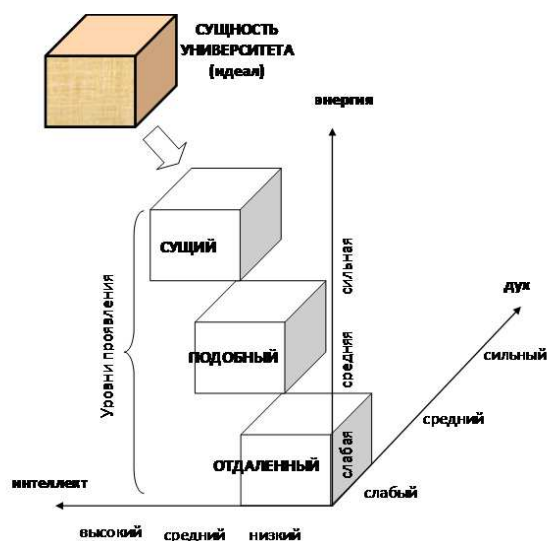 СУЩНОСТЬ
УНИВЕРСИТЕТА
(идеал)
энергия
СУЩИЙ
сильная
дух
сильный
Уровни проявления
ПОДОБНЫЙ
средняя
средний
ОТДАЛЕННЫЙ
слабая
слабый
интеллект
высокий средний низкий